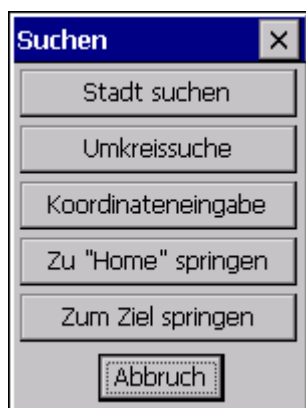 Suchen
Stadt suchen
Umkreissuche
Koordinateneingabe
Zu "Home" springen
Zum Ziel springen
Abbruch